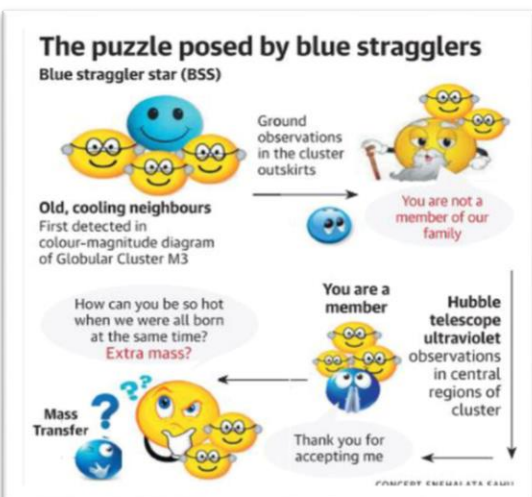 The puzzle posed by blue stragglers
Blue straggler star (BSS)
Ground
observations
in the cluster
outskirts
You are not a
member of our
family
Old, cooling neighbours
First detected in
colour-magnitude diagram
of Globular Cluster M3
You are a
member
Hubble
telescope
ultraviolet
observations
in central
regions of
cluster
How can you be so hot
when we were all born
at the same time?
Extra mass?
???
Mass
Transfer
Thank you for
accepting me